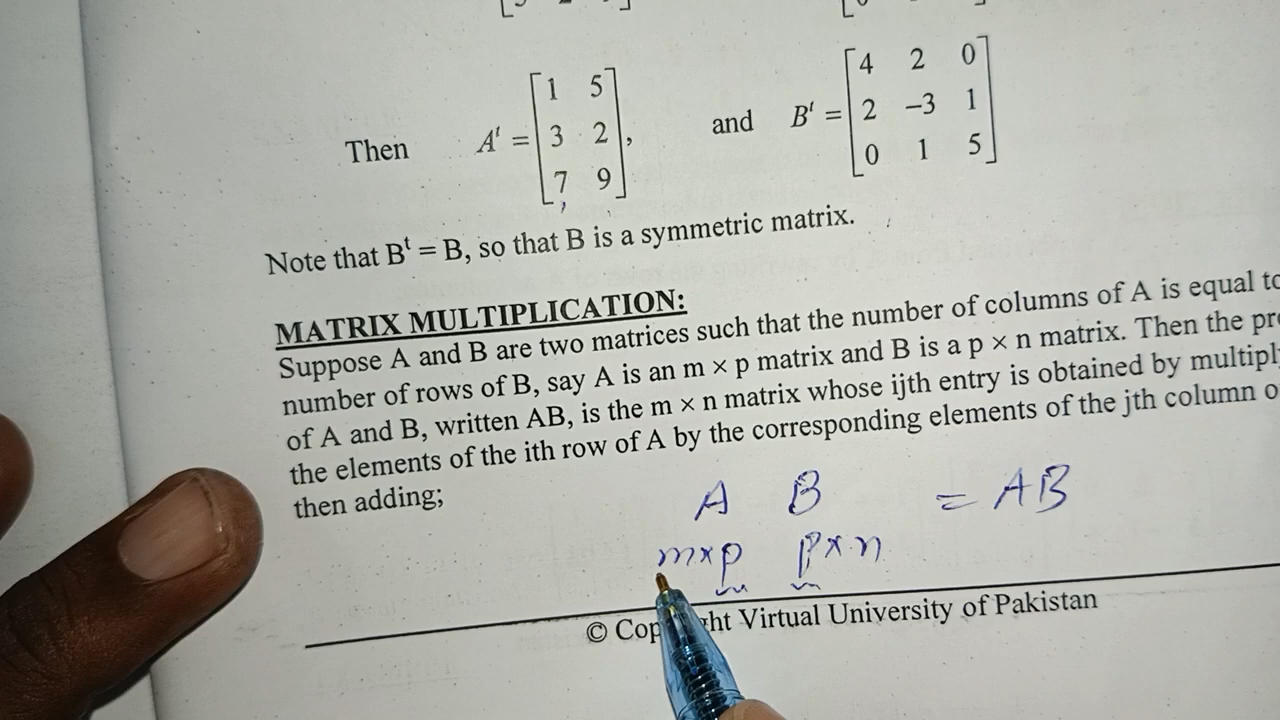 Then A^t = [1 5; 3 2; 7 9], and B^t = [4 2 0; 2 −3 1; 0 1 5]
Note that B^t = B, so that B is a symmetric matrix.
MATRIX MULTIPLICATION:
Suppose A and B are two matrices such that the number of columns of A is equal to
number of rows of B, say A is an m × p matrix and B is a p × n matrix. Then the
of A and B, written AB, is the m × n matrix whose ijth entry is obtained by
the elements of the ith row of A by the corresponding elements of the jth column
then adding;
A B = AB
m×p p×n
© Virtual University of Pakistan